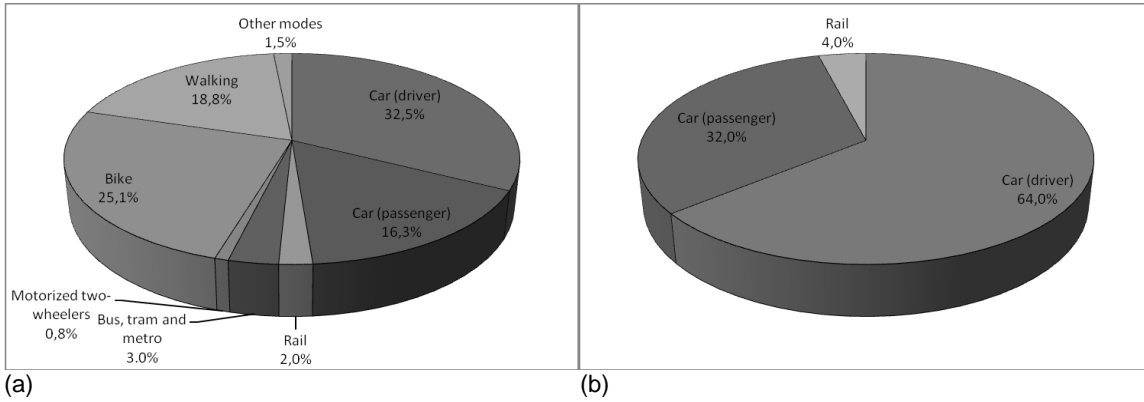 Other modes
1,5%
Walking
18,8%
Car (driver)
32,5%
Bike
25,1%
Car (passenger)
16,3%
Motorized two-
wheelers
0,8%
Bus, tram and
metro
3.0%
Rail
2,0%
(a)
Rail
4,0%
Car (passenger)
32,0%
Car (driver)
64,0%
(b)